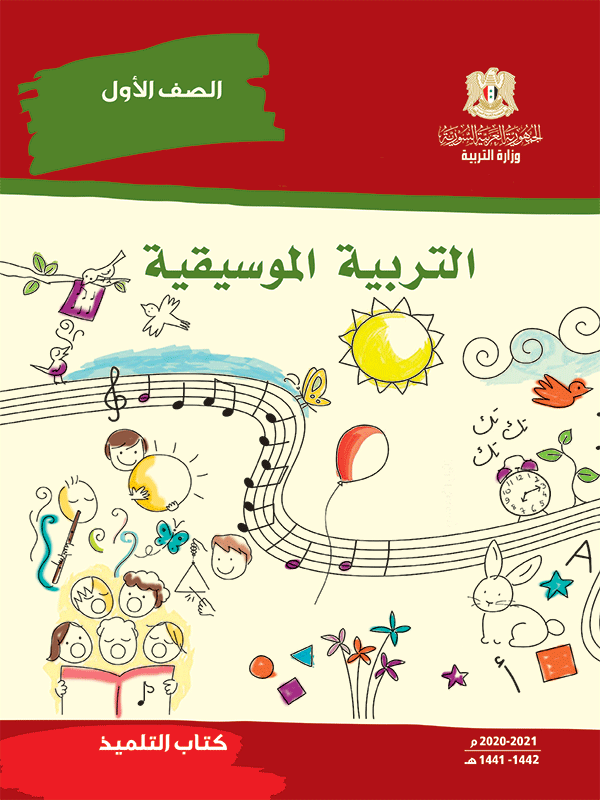 الصف الأول
الجمهورية العربية السورية
وزارة التربية
التربية الموسيقية
تك
تك
تك
A
أ
كتاب التلميذ
2020-2021 م
1441 -1442 هـ